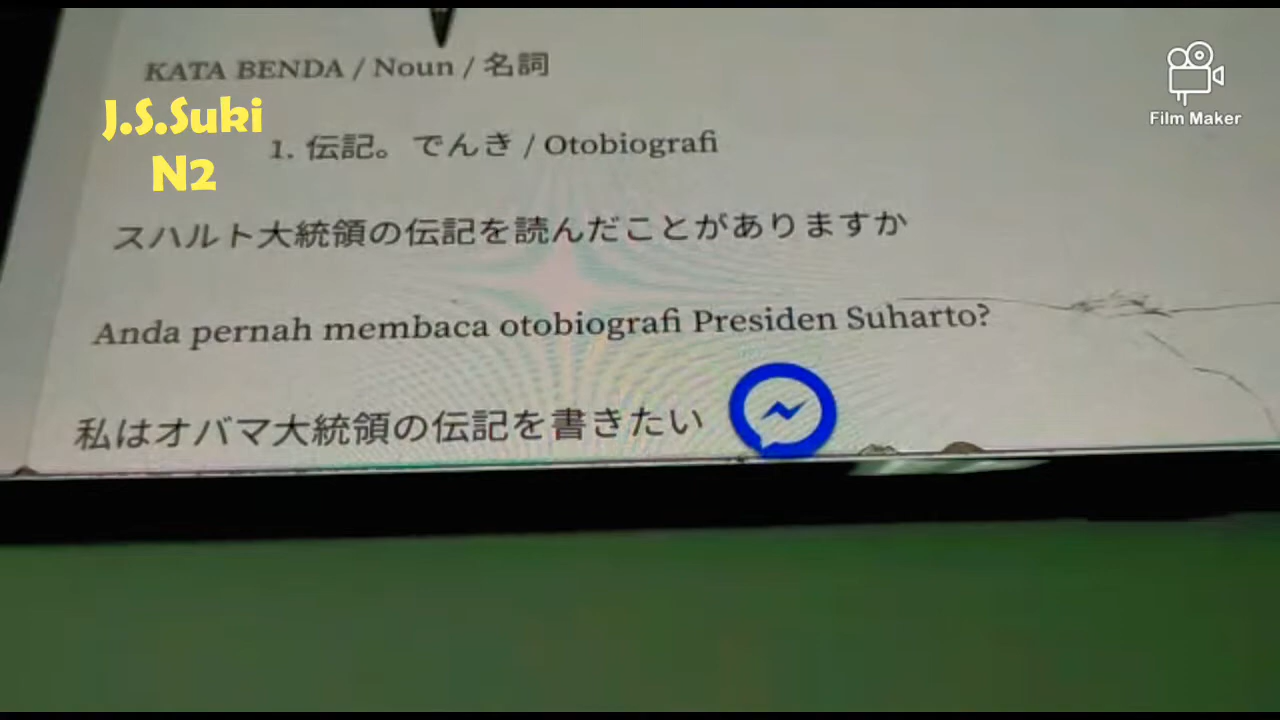 KATA BENDA / Noun / 名詞
J.S.Suki
N2
Film Maker
1. 伝記。 でんき / Otobiografi
スハルト大統領の伝記を読んだことがありますか
Anda pernah membaca otobiografi Presiden Suharto?
私はオバマ大統領の伝記を書きたい